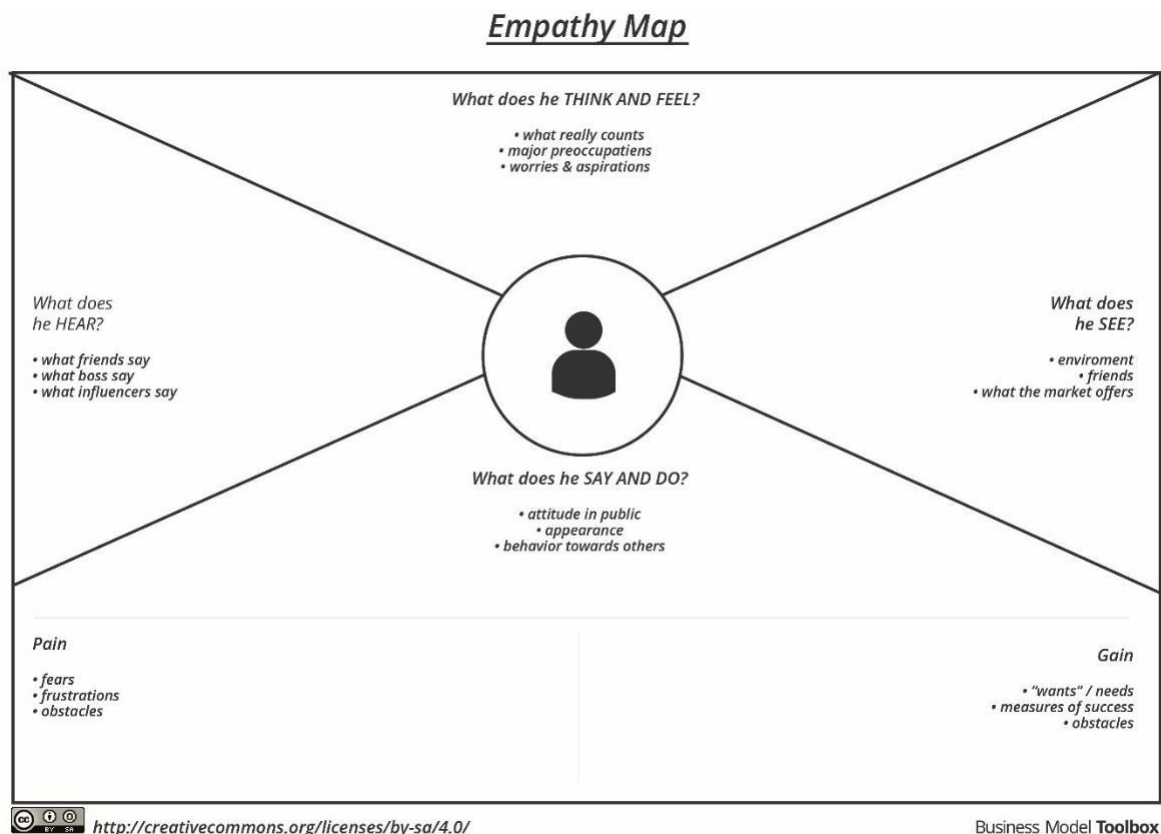 Empathy Map
What does he THINK AND FEEL?
• what really counts
• major preoccupatiens
• worries & aspirations
What does
he HEAR?
• what friends say
• what boss say
• what influencers say
What does
he SEE?
• enviroment
• friends
• what the market offers
What does he SAY AND DO?
• attitude in public
• appearance
• behavior towards others
Pain
• fears
• frustrations
• obstacles
Gain
• "wants" / needs
• measures of success
• obstacles
cc BY SA
http://creativecommons.org/licenses/by-sa/4.0/
Business Model Toolbox